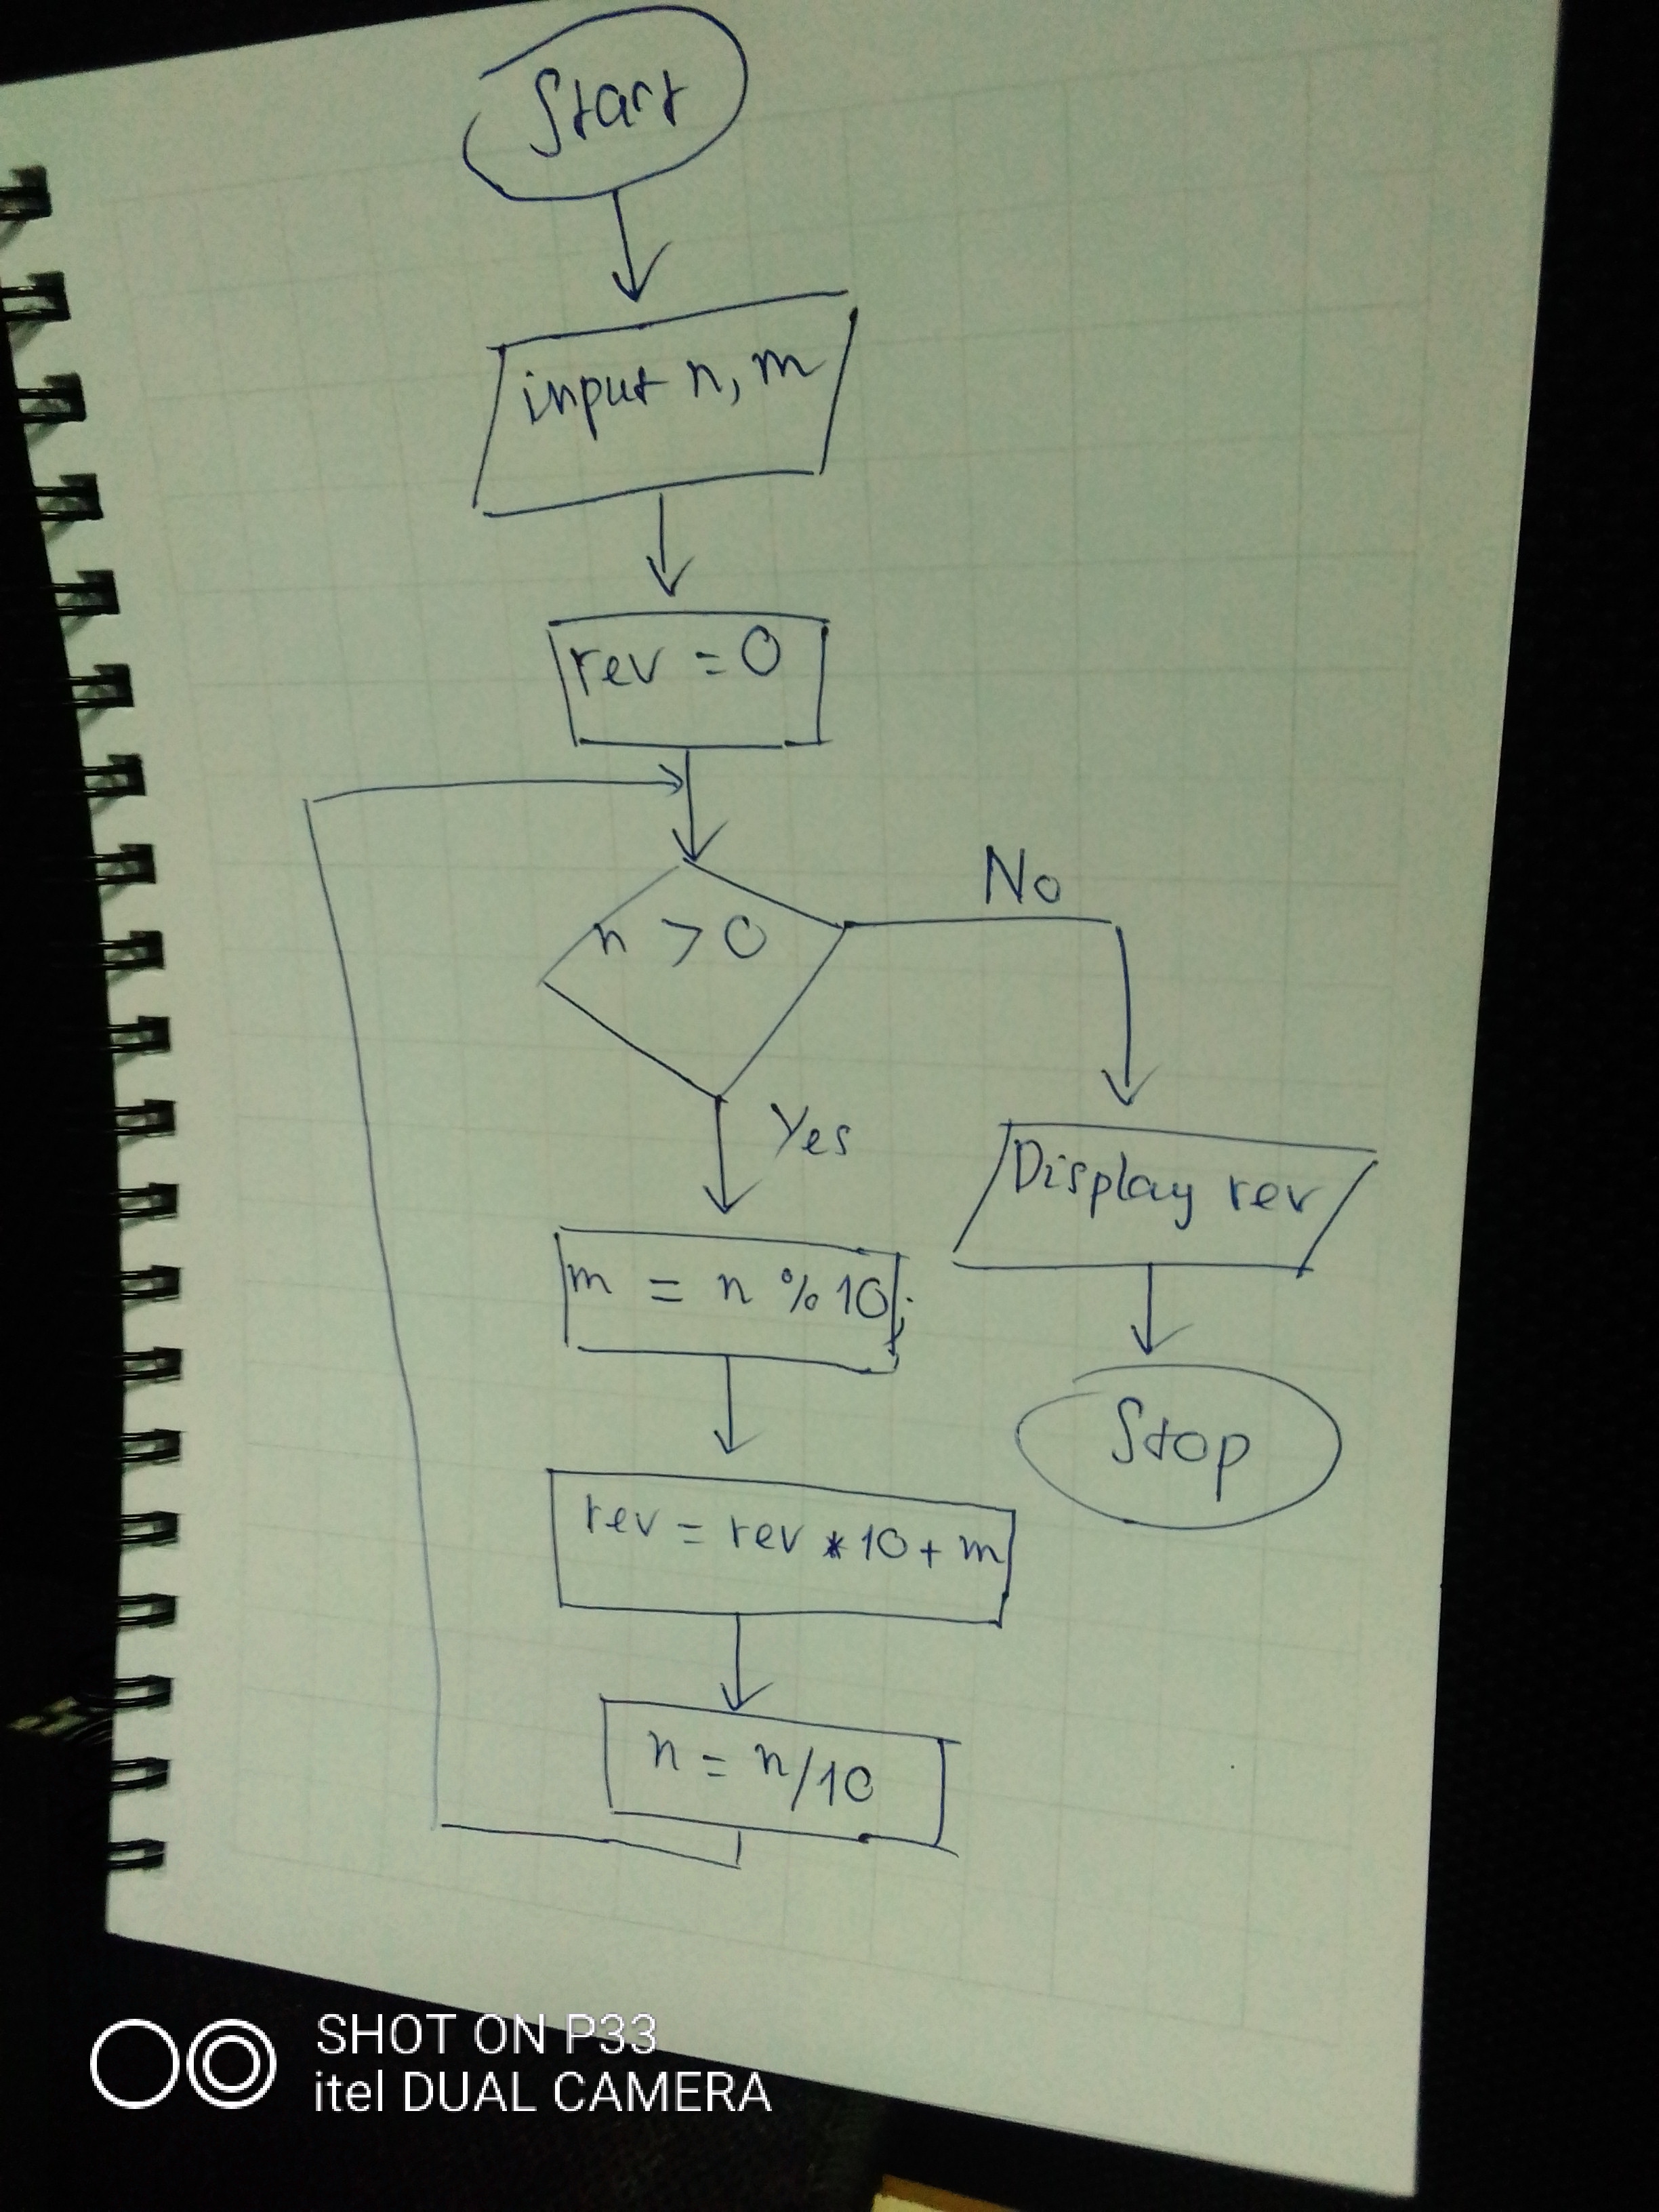 Start
input n, m
rev = 0
n > 0
No
Yes
Display rev
m = n % 10;
Stop
rev = rev * 10 + m
n = n/10
SHOT ON P33
itel DUAL CAMERA